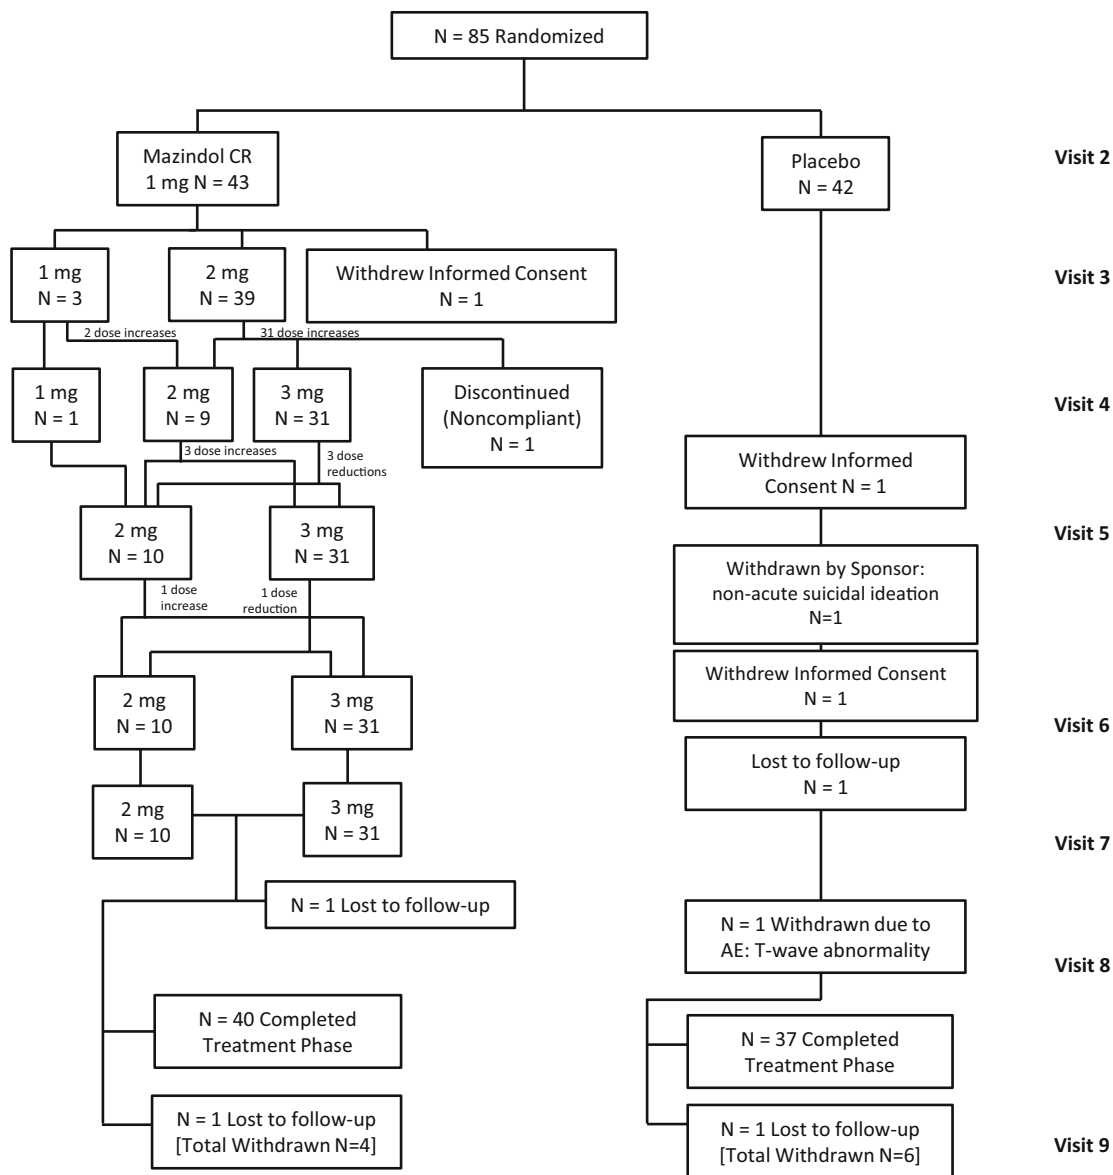 N = 85 Randomized
Mazindol CR
1 mg N = 43
Placebo
N = 42
Visit 2
1 mg
N = 3
2 mg
N = 39
Withdrew Informed Consent
N = 1
Visit 3
2 dose increases
31 dose increases
1 mg
N = 1
2 mg
N = 9
3 mg
N = 31
Discontinued
(Noncompliant)
N = 1
Visit 4
3 dose increases
3 dose
reductions
Withdrew Informed
Consent N = 1
2 mg
N = 10
3 mg
N = 31
Visit 5
1 dose
increase
1 dose
reduction
Withdrawn by Sponsor:
non-acute suicidal ideation
N=1
Withdrew Informed Consent
N = 1
2 mg
N = 10
3 mg
N = 31
Visit 6
Lost to follow-up
N = 1
2 mg
N = 10
3 mg
N = 31
Visit 7
N = 1 Lost to follow-up
N = 1 Withdrawn due to
AE: T-wave abnormality
Visit 8
N = 40 Completed
Treatment Phase
N = 37 Completed
Treatment Phase
N = 1 Lost to follow-up
[Total Withdrawn N=4]
N = 1 Lost to follow-up
[Total Withdrawn N=6]
Visit 9